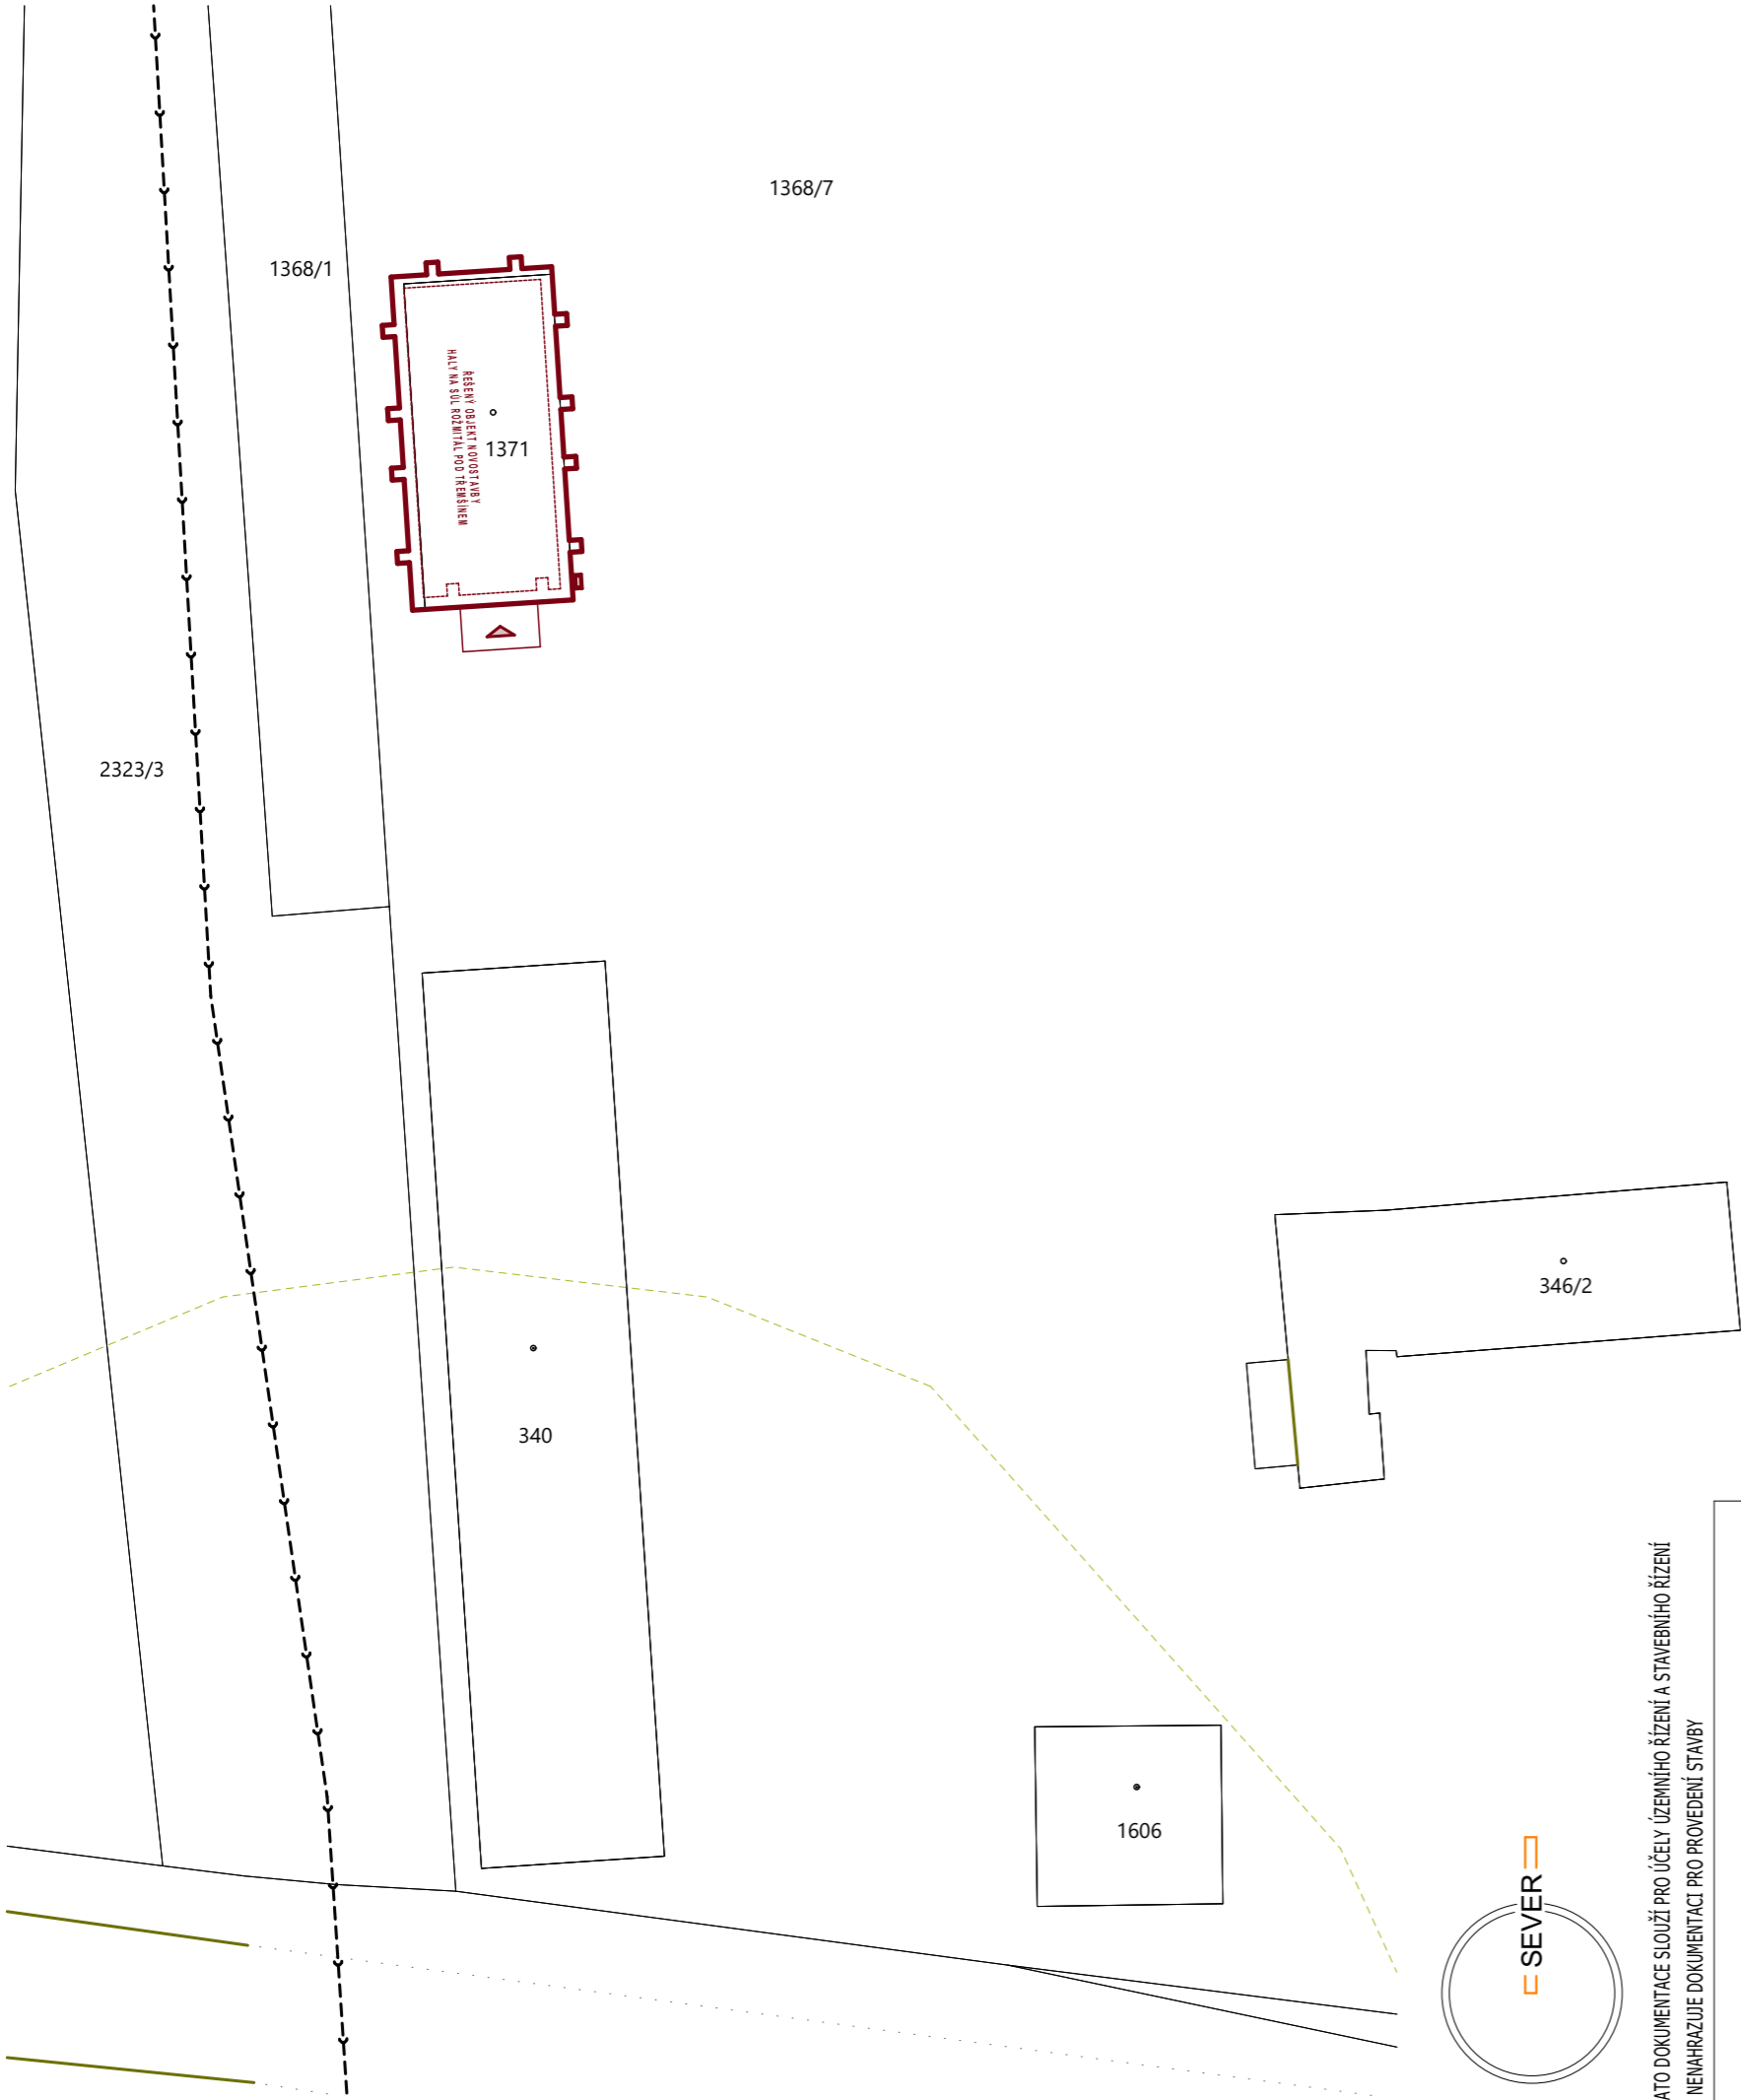 1368/7
1368/1
ŘEŠENÝ OBJEKT NOVOSTAVBY
HALY NA SŮL ROŽMITÁL POD TŘEMŠÍNEM
1371
2323/3
346/2
340
1606
SEVER
ATO DOKUMENTACE SLOUŽÍ PRO ÚČELY ÚZEMNÍHO ŘÍZENÍ A STAVEBNÍHO ŘÍZENÍ
NENAHRAZUJE DOKUMENTACI PRO PROVEDENÍ STAVBY